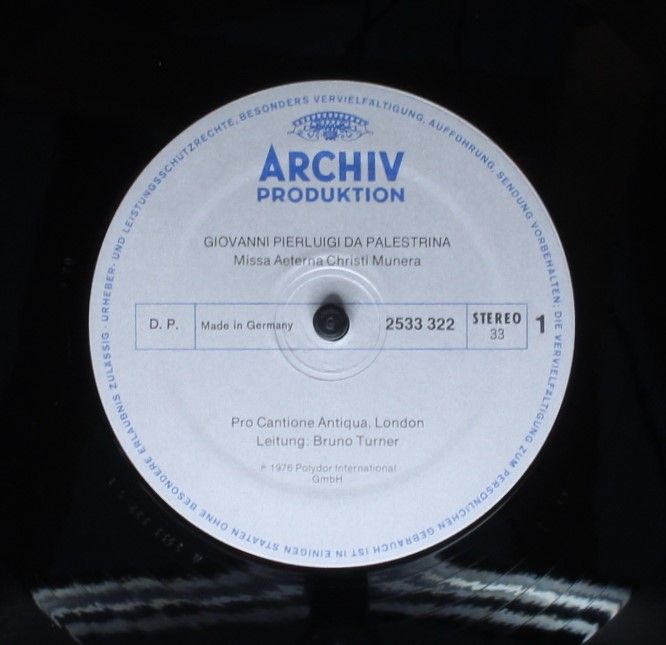 URHEBER- UND LEISTUNGSSCHUTZRECHTE, BESONDERS VERVIELFÄLTIGUNG, AUFFÜHRUNG, SENDUNG VORBEHALTEN; DIE VERVIELFÄLTIGUNG ZUM PERSÖNLICHEN GEBRAUCH IST IN EINIGEN STAATEN OHNE BESONDERE ERLAUBNIS ZULÄSSIG ·
ARCHIV
PRODUKTION
GIOVANNI PIERLUIGI DA PALESTRINA
Missa Aeterna Christi Munera
D. P. Made in Germany 2533 322 STEREO 33 1
Pro Cantione Antiqua, London
Leitung: Bruno Turner
℗ 1976 Polydor International
GmbH